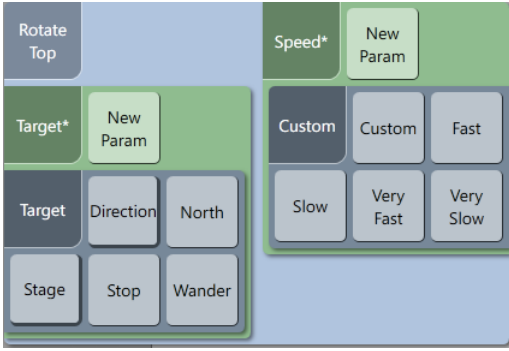 Rotate
Top
Target*
New
Param
Target
Direction
North
Stage
Stop
Wander
Speed*
New
Param
Custom
Custom
Fast
Slow
Very
Fast
Very
Slow